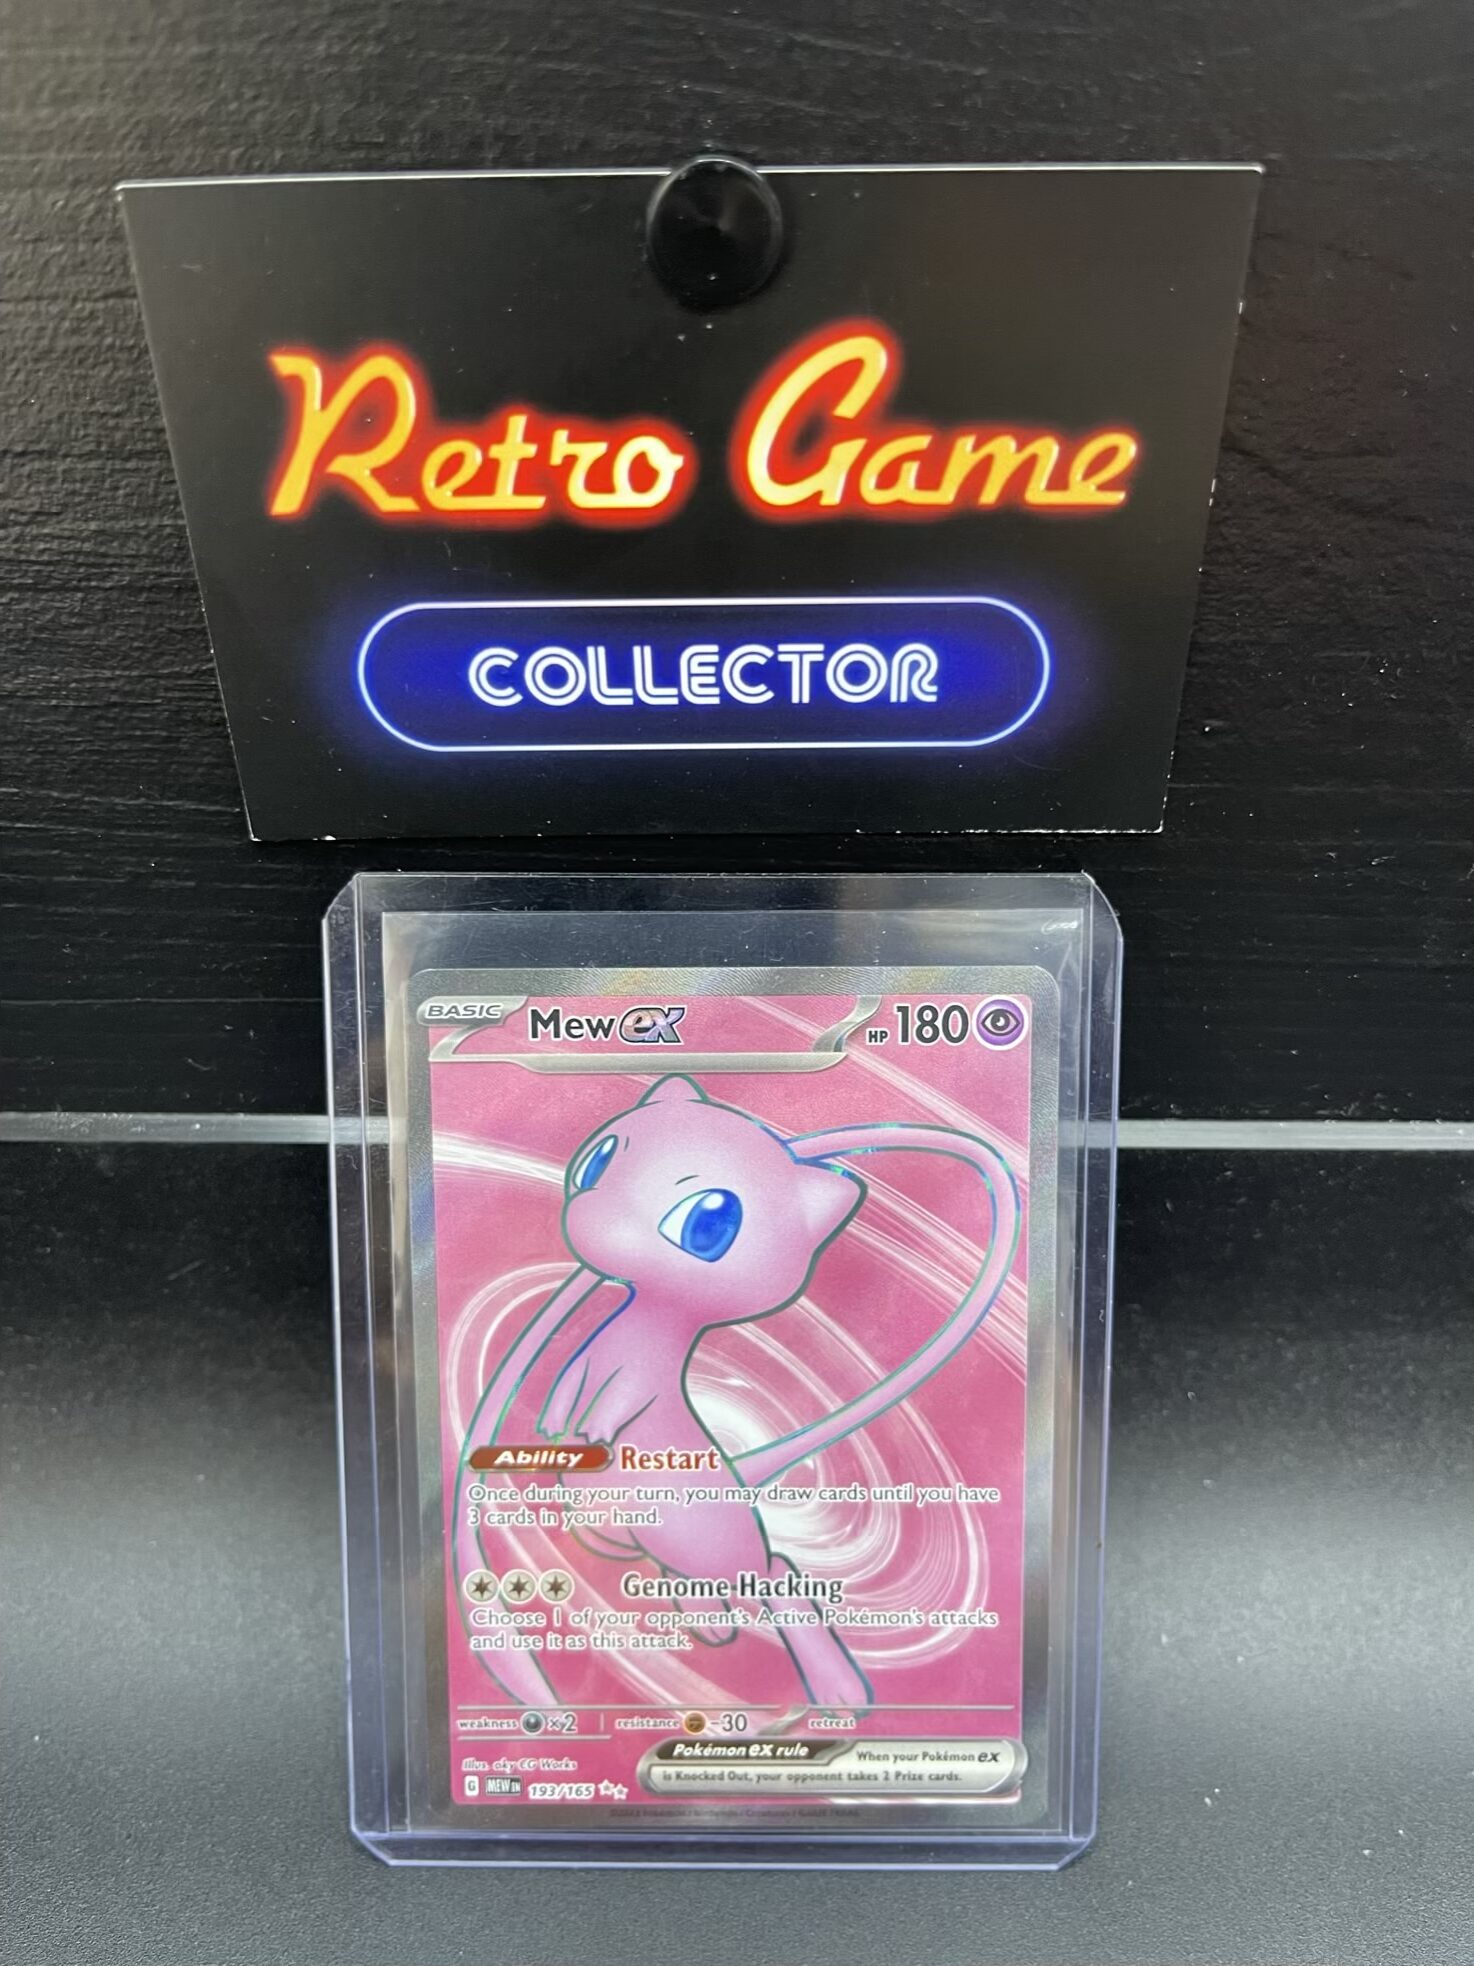 Retro Game
COLLECTOR
BASIC Mew ex HP 180
Ability Restart
Once during your turn, you may draw cards until you have
3 cards in your hand.
Genome Hacking
Choose 1 of your opponent's Active Pokémon's attacks
and use it as this attack.
weakness ×2 resistance -30 retreat
Pokémon ex rule When your Pokémon ex
is Knocked Out, your opponent takes 2 Prize cards.
Illus. aky CG Works
G MEW EN 193/165